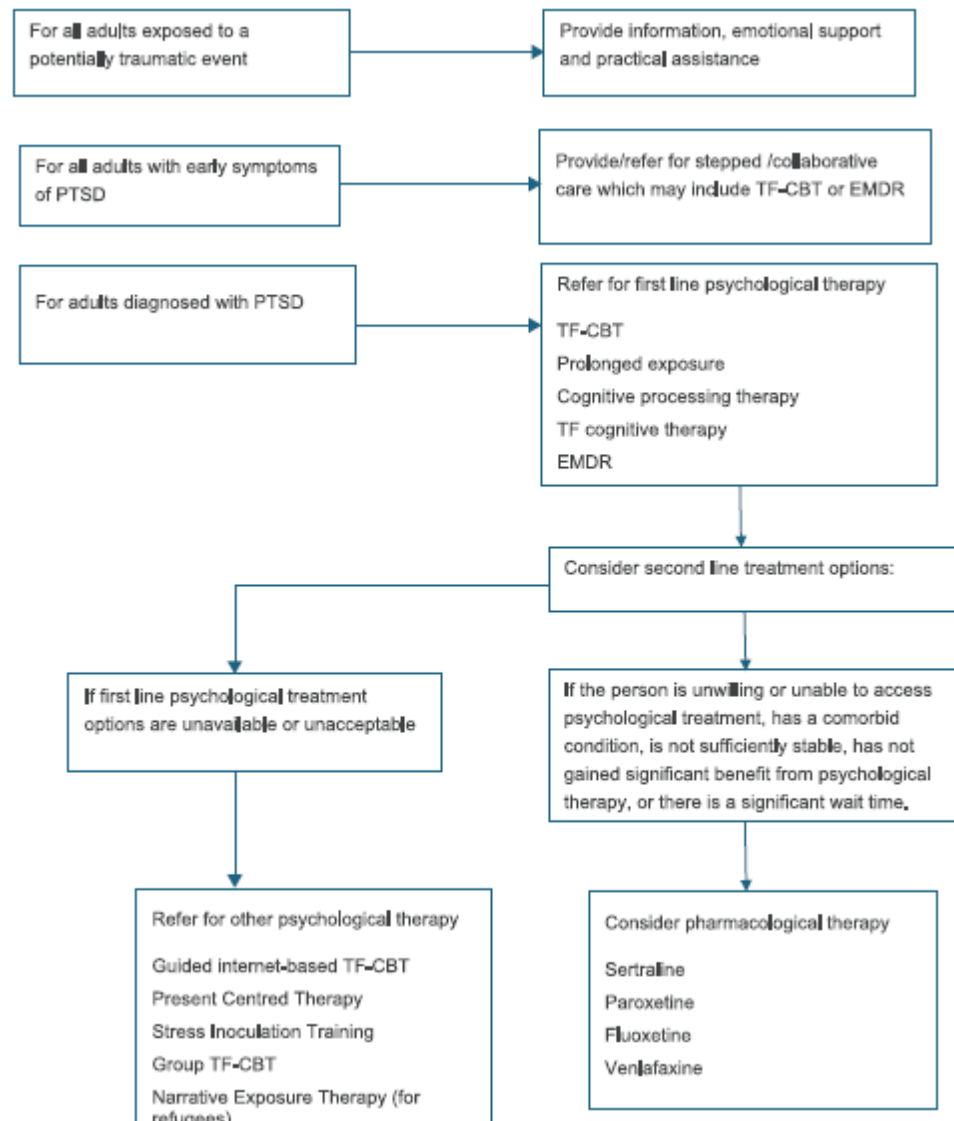 For all adults exposed to a
potentially traumatic event
Provide information, emotional support
and practical assistance
For all adults with early symptoms
of PTSD
Provide/refer for stepped /collaborative
care which may include TF-CBT or EMDR
For adults diagnosed with PTSD
Refer for first line psychological therapy
TF-CBT
Prolonged exposure
Cognitive processing therapy
TF cognitive therapy
EMDR
Consider second line treatment options:
If first line psychological treatment
options are unavailable or unacceptable
If the person is unwilling or unable to access
psychological treatment, has a comorbid
condition, is not sufficiently stable, has not
gained significant benefit from psychological
therapy, or there is a significant wait time.
Refer for other psychological therapy
Guided internet-based TF-CBT
Present Centred Therapy
Stress Inoculation Training
Group TF-CBT
Narrative Exposure Therapy (for
refugees)
Consider pharmacological therapy
Sertraline
Paroxetine
Fluoxetine
Venlafaxine